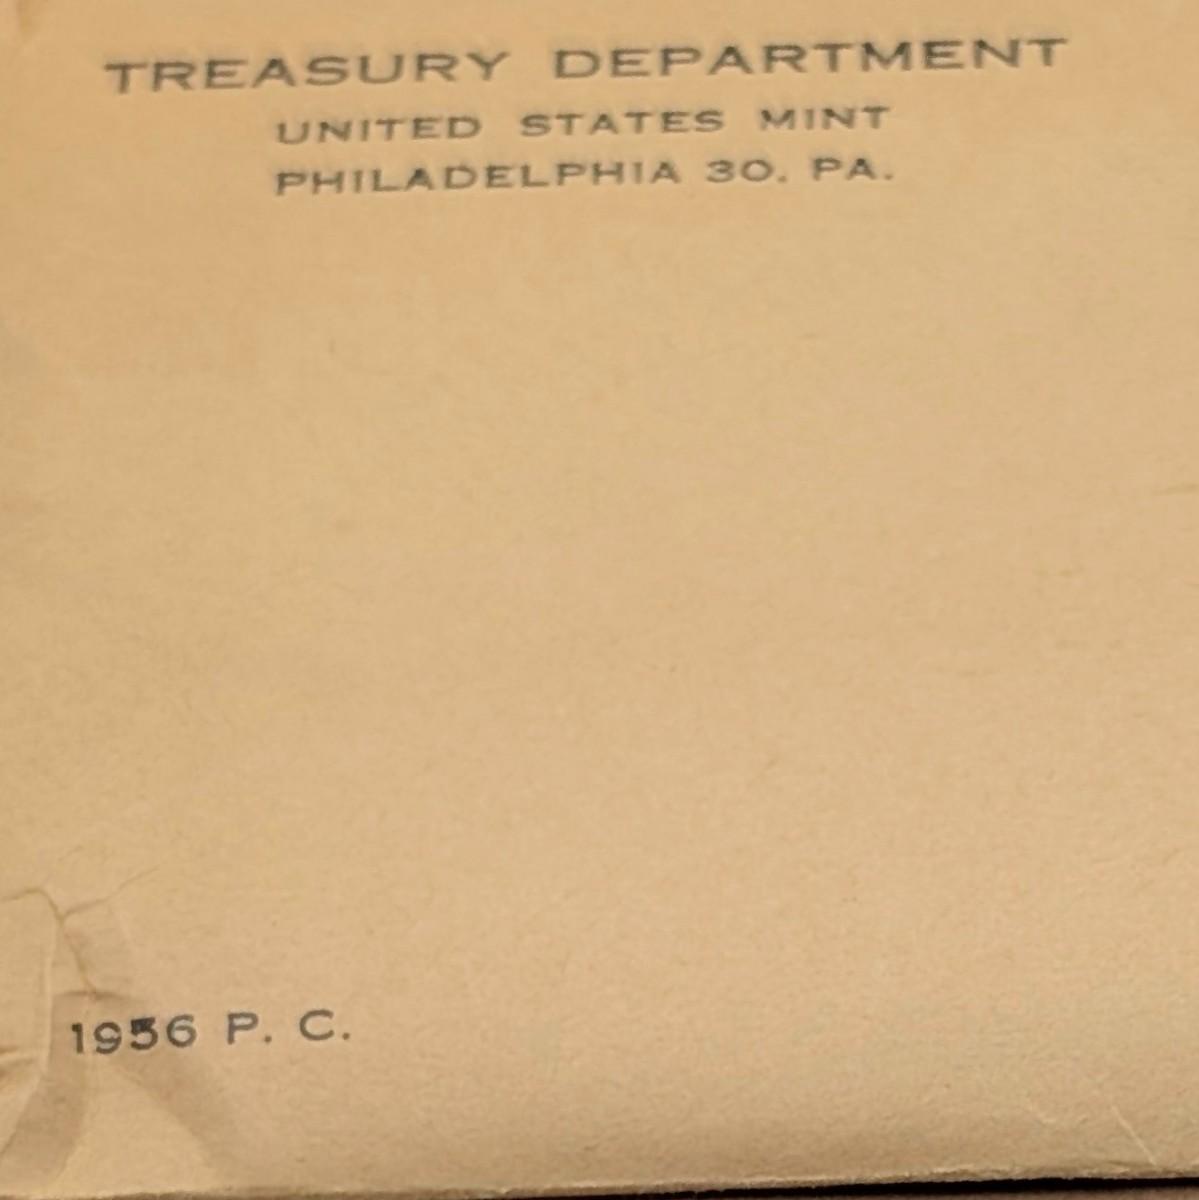 TREASURY DEPARTMENT
UNITED STATES MINT
PHILADELPHIA 30. PA.
1956 P. C.